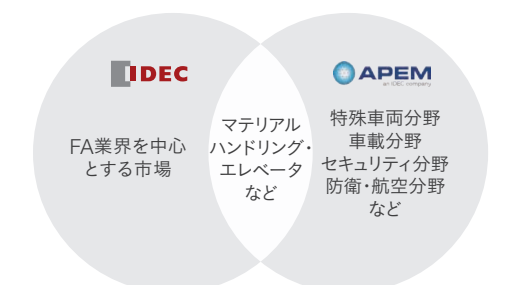 IDEC
FA業界を中心
とする市場
マテリアル
ハンドリング・
エレベータ
など
APEM
an IDEC company
特殊車両分野
車載分野
セキュリティ分野
防衛・航空分野
など